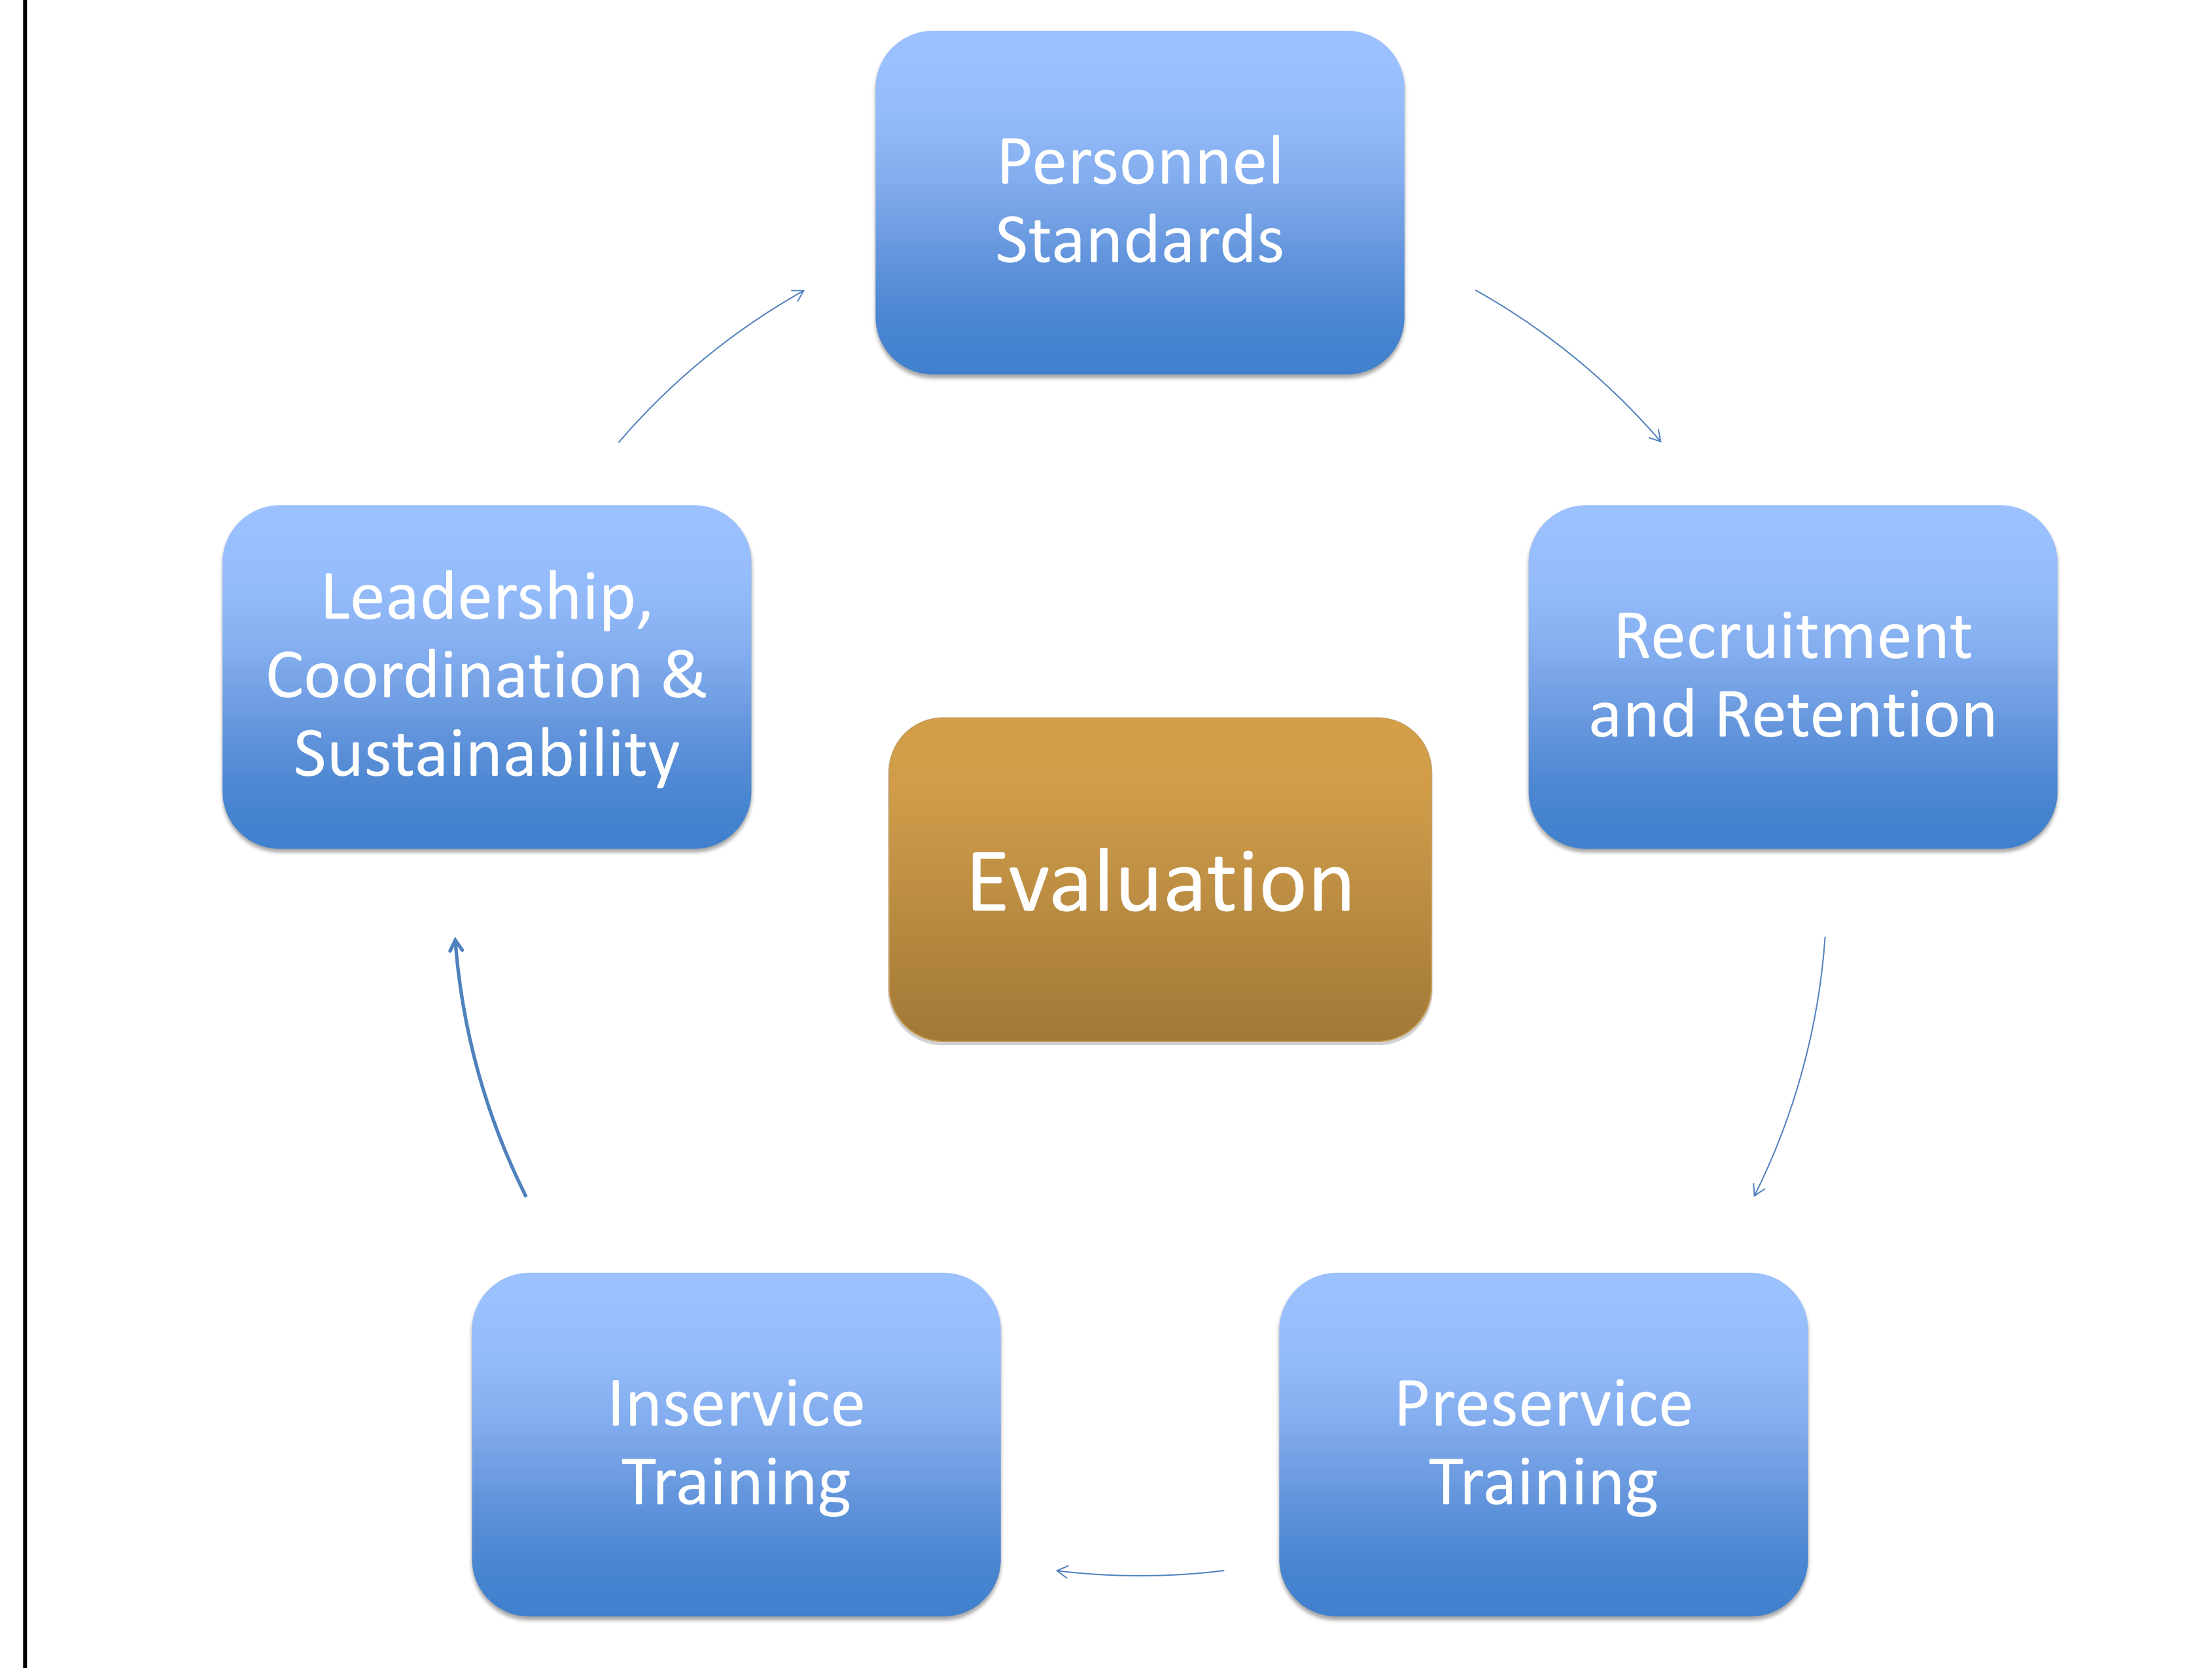 Personnel
Standards
Recruitment
and Retention
Preservice
Training
Inservice
Training
Leadership,
Coordination &
Sustainability
Evaluation